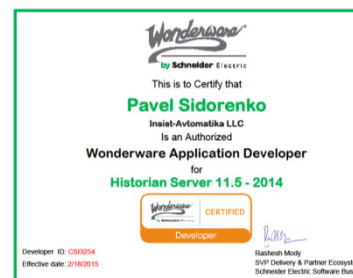 Wonderware
by Schneider Electric
This is to Certify that
Pavel Sidorenko
Insist-Avtomatika LLC
Is an Authorized
Wonderware Application Developer
for
Historian Server 11.5 - 2014
Wonderware
CERTIFIED
Developer
Developer ID: CSI3254
Effective date: 2/16/2015
Rashesh Mody
SVP Delivery & Partner Ecosyst
Schneider Electric Software Bus